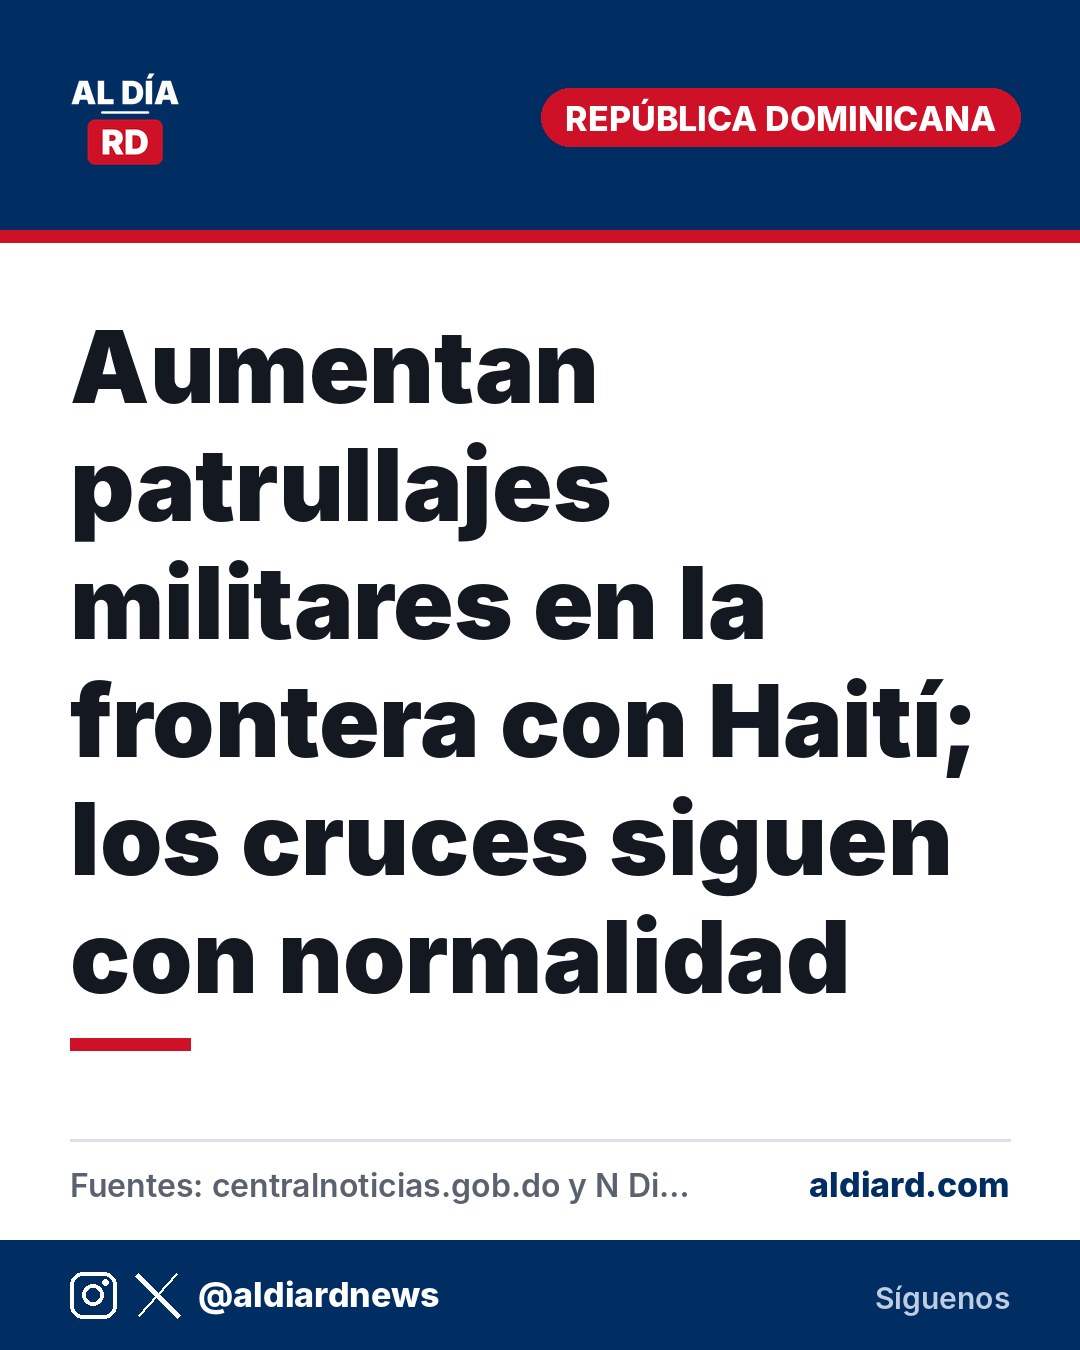 AL DÍA
RD
REPÚBLICA DOMINICANA
Aumentan
patrullajes
militares en la
frontera con Haití;
los cruces siguen
con normalidad
Fuentes: centralnoticias.gob.do y N Di...
aldiard.com
@aldiardnews
Síguenos